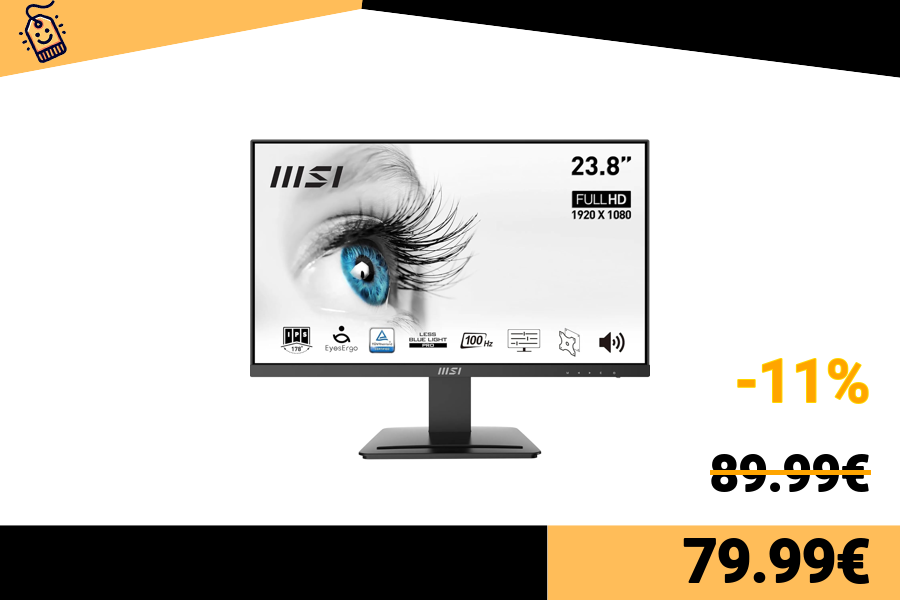 MSI
23.8”
FULL HD
1920 X 1080
IPS
178°
EyesErgo
LESS
BLUE LIGHT
PRO
100Hz
MSI
-11%
89.99€
79.99€